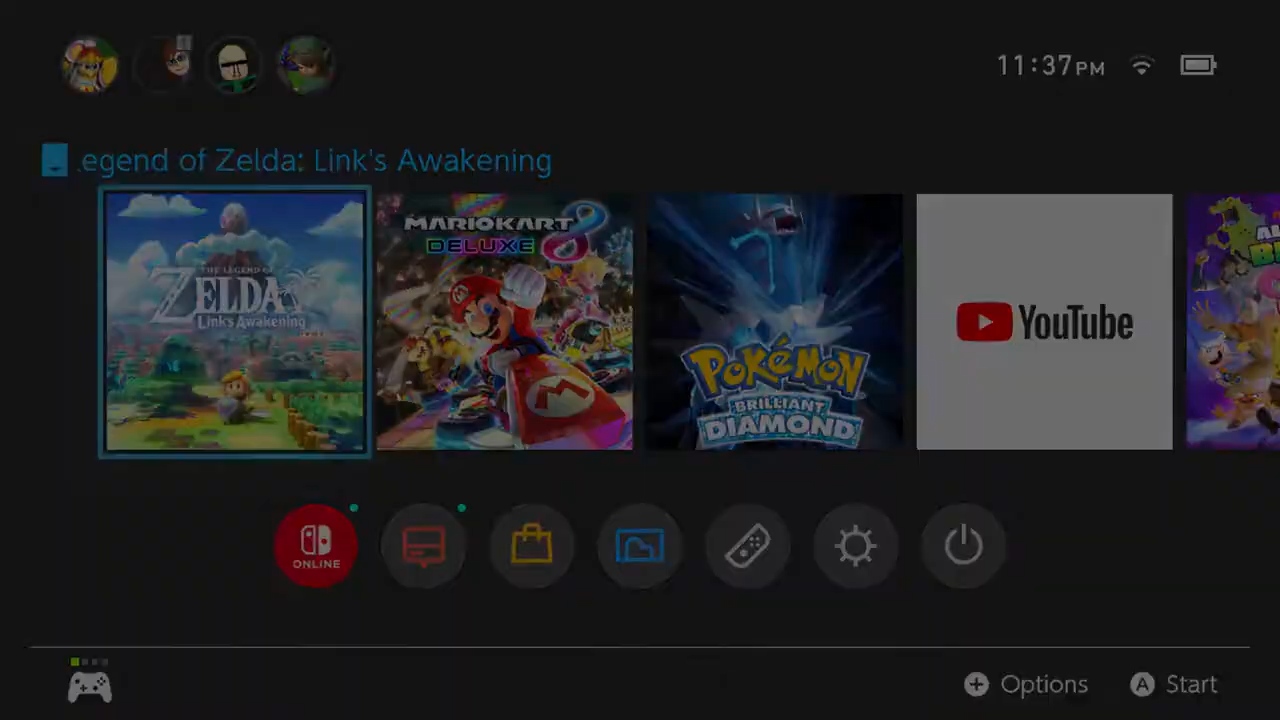 11:37PM
egend of Zelda: Link's Awakening
THE LEGEND OF
ZELDA
Link's Awakening
MARIOKART 8
DELUXE
POKéMON
BRILLIANT
DIAMOND
YouTube
ONLINE
Options
A Start